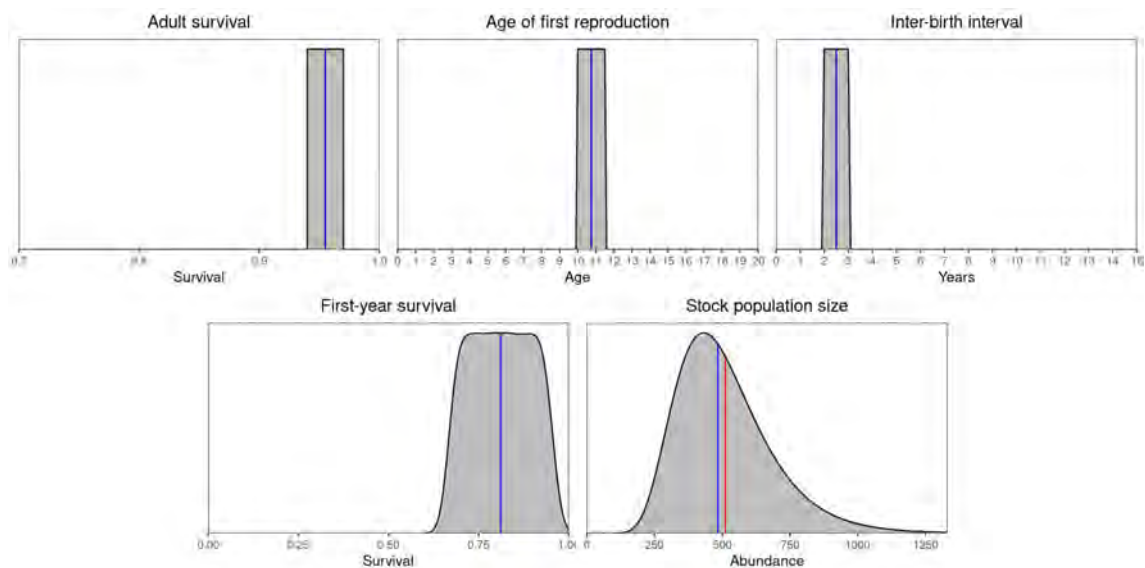 Adult survival
Age of first reproduction
Inter-birth interval
0.9
1.0
0 1 2 3 4 5 6 7 8 9 10 11 12 13 14 15 16 17 18 19 20
0 1 2 3 4 5 6 7 8 9 10 11 12 13 14 15
Survival
Age
Years
First-year survival
Stock population size
0.00 0.25 0.50 0.75 1.0
0 250 500 750 1000 1250
Survival
Abundance